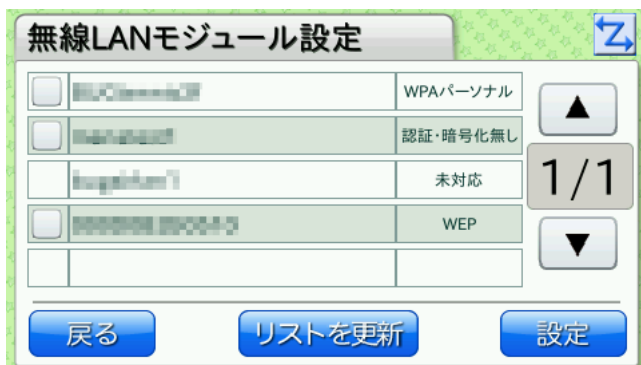 無線LANモジュール設定
Z
WPAパーソナル
認証・暗号化無し
未対応
WEP
▲
1/1
▼
戻る リストを更新 設定